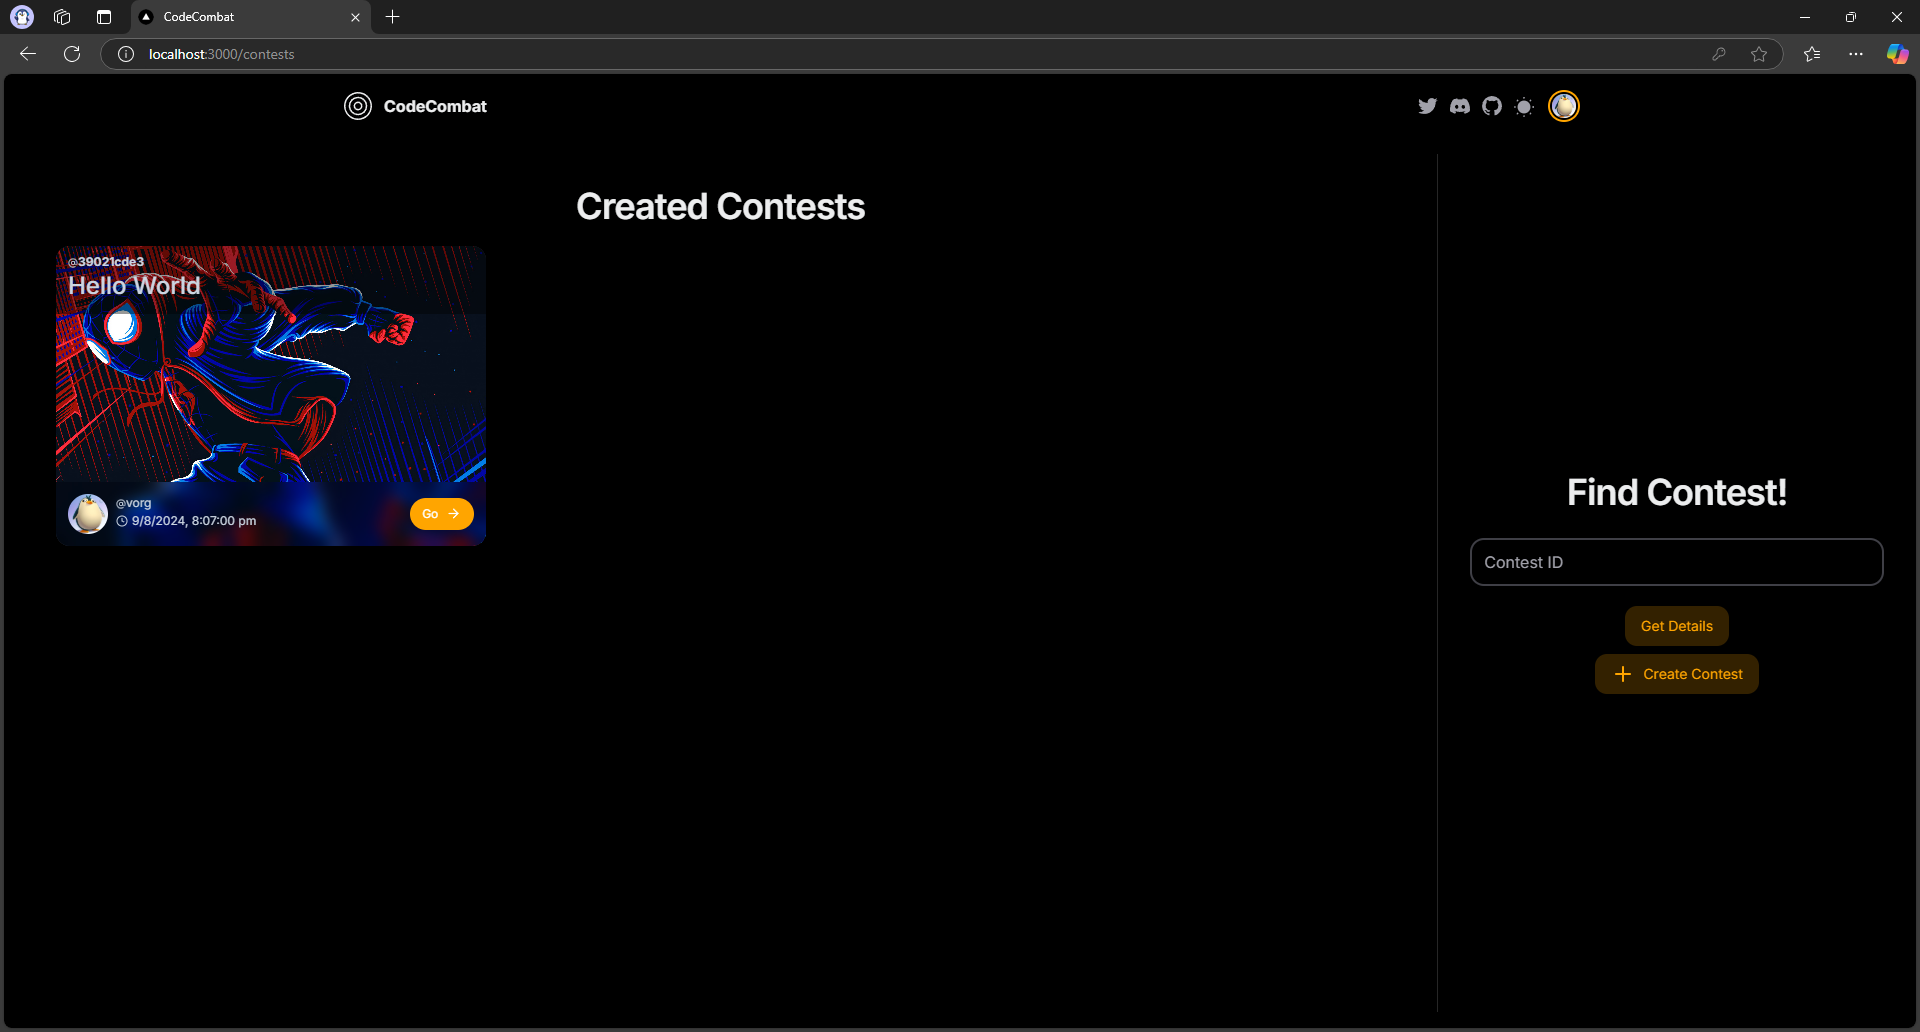 CodeCombat
localhost:3000/contests
CodeCombat
Created Contests
@39021cde3
Hello World
@vorg
9/8/2024, 8:07:00 pm
Go
Find Contest!
Contest ID
Get Details
Create Contest